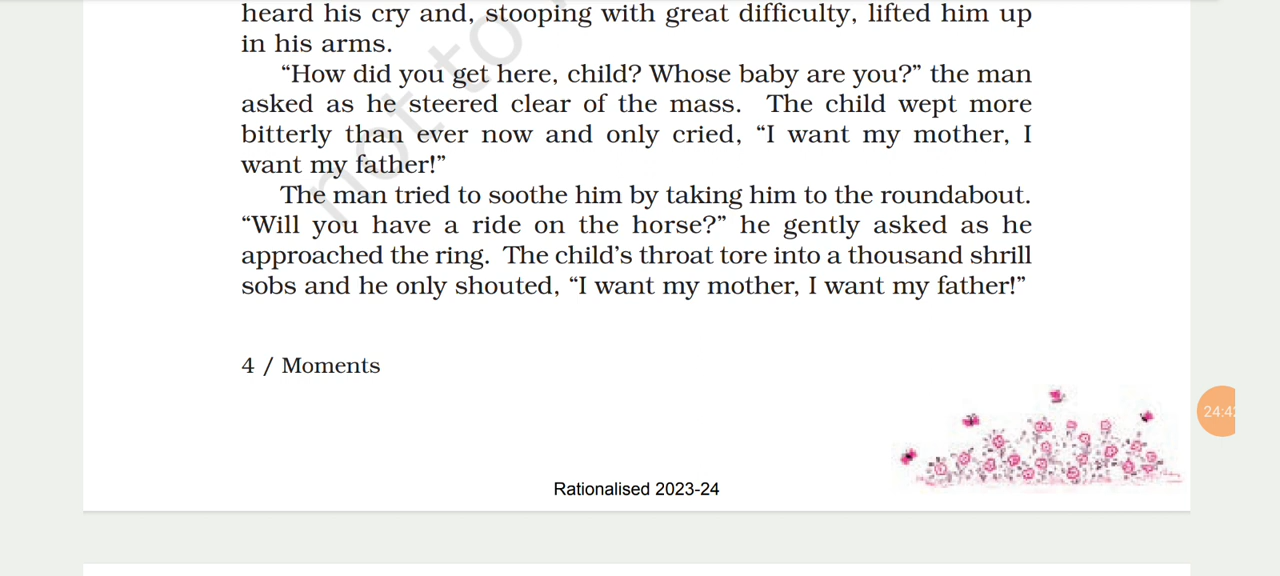 heard his cry and, stooping with great difficulty, lifted him up
in his arms.
“How did you get here, child? Whose baby are you?” the man
asked as he steered clear of the mass. The child wept more
bitterly than ever now and only cried, “I want my mother, I
want my father!”
The man tried to soothe him by taking him to the roundabout.
“Will you have a ride on the horse?” he gently asked as he
approached the ring. The child’s throat tore into a thousand shrill
sobs and he only shouted, “I want my mother, I want my father!”
4 / Moments
Rationalised 2023-24
not to